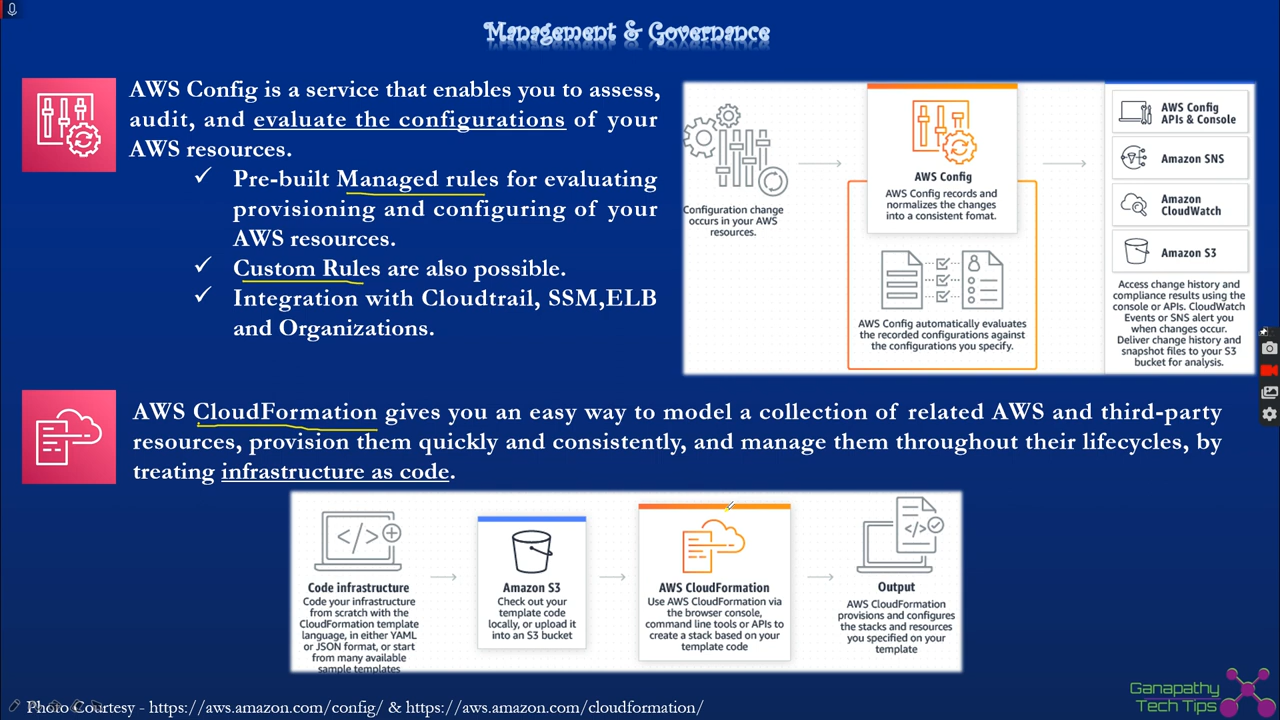 Management & Governance
AWS Config is a service that enables you to assess,
audit, and evaluate the configurations of your
AWS resources.
✓ Pre-built Managed rules for evaluating
provisioning and configuring of your
AWS resources.
✓ Custom Rules are also possible.
✓ Integration with Cloudtrail, SSM,ELB
and Organizations.
Configuration change
occurs in your AWS
resources.
AWS Config
AWS Config records and
normalizes the changes
into a consistent fomat.
AWS Config automatically evaluates
the recorded configurations against
the configurations you specify.
AWS Config
APIs & Console
Amazon SNS
Amazon
CloudWatch
Amazon S3
Access change history and
compliance results using the
console or APIs. CloudWatch
Events or SNS alert you
when changes occur.
Deliver change history and
snapshot files to your S3
bucket for analysis.
AWS CloudFormation gives you an easy way to model a collection of related AWS and third-party
resources, provision them quickly and consistently, and manage them throughout their lifecycles, by
treating infrastructure as code.
Code infrastructure
Code your infrastructure
from scratch with the
CloudFormation template
language, in either YAML
or JSON format, or start
from many available
sample templates
Amazon S3
Check out your
template code
locally, or upload it
into an S3 bucket
AWS CloudFormation
Use AWS CloudFormation via
the browser console,
command line tools or APIs to
create a stack based on your
template code
Output
AWS CloudFormation
provisions and configures
the stacks and resources
you specified on your
template
Photo Courtesy - https://aws.amazon.com/config/ & https://aws.amazon.com/cloudformation/
Ganapathy
Tech Tips